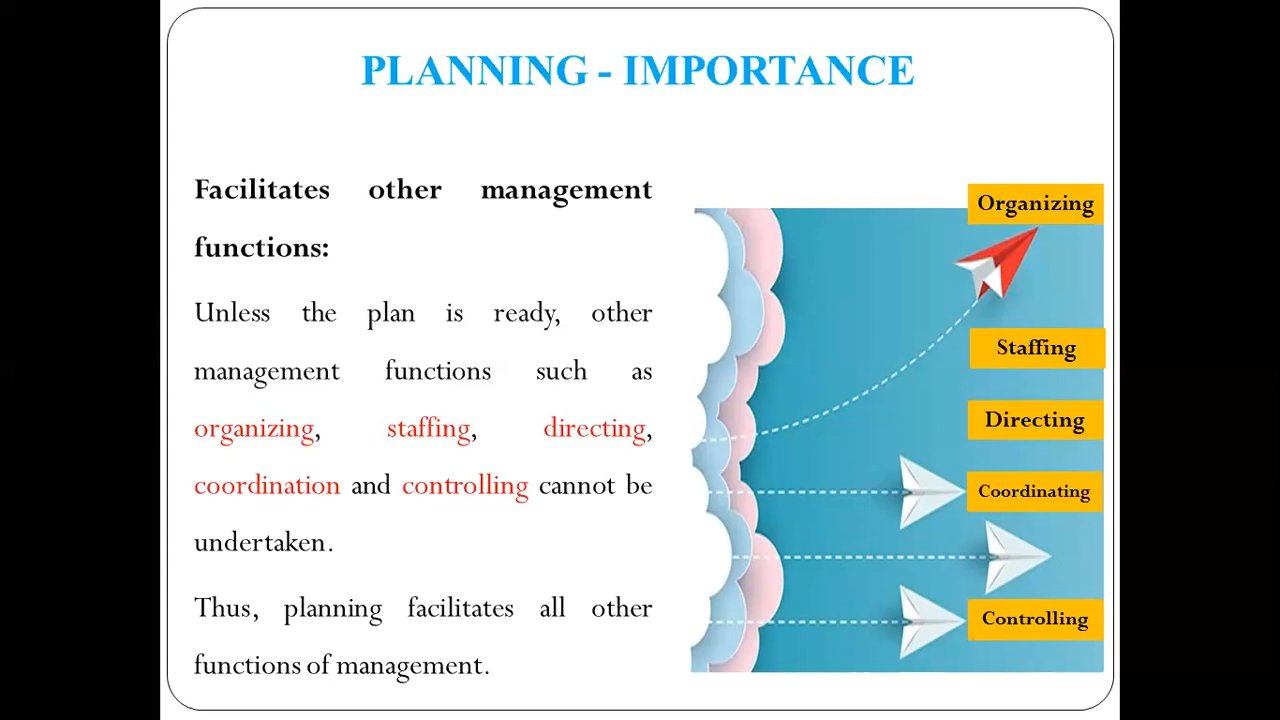 PLANNING - IMPORTANCE
Facilitates other management
functions:
Unless the plan is ready, other
management functions such as
organizing, staffing, directing,
coordination and controlling cannot be
undertaken.
Thus, planning facilitates all other
functions of management.
Organizing
Staffing
Directing
Coordinating
Controlling